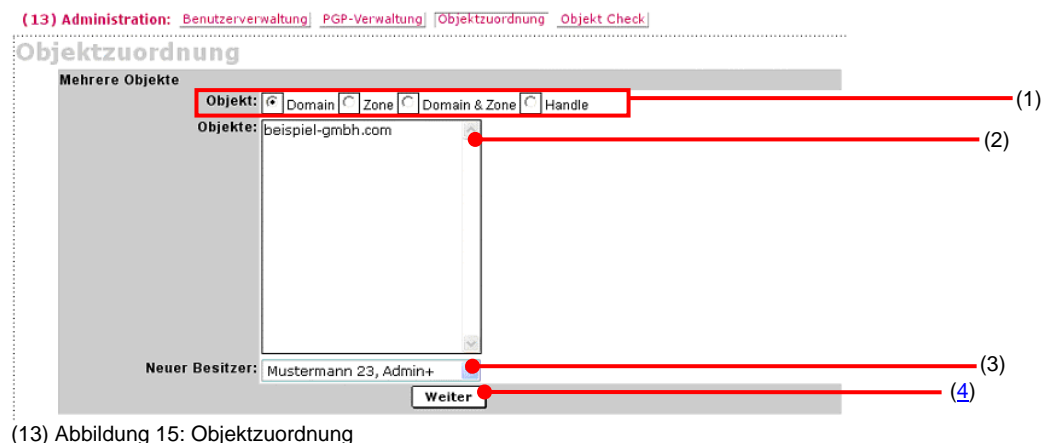 (13) Administration: Benutzerverwaltung PGP-Verwaltung Objektzuordnung Objekt Check
Objektzuordnung
Mehrere Objekte
Objekt: Domain Zone Domain & Zone Handle (1)
Objekte: beispiel-gmbh.com (2)
Neuer Besitzer: Mustermann 23, Admin+ (3)
Weiter (4)
(13) Abbildung 15: Objektzuordnung